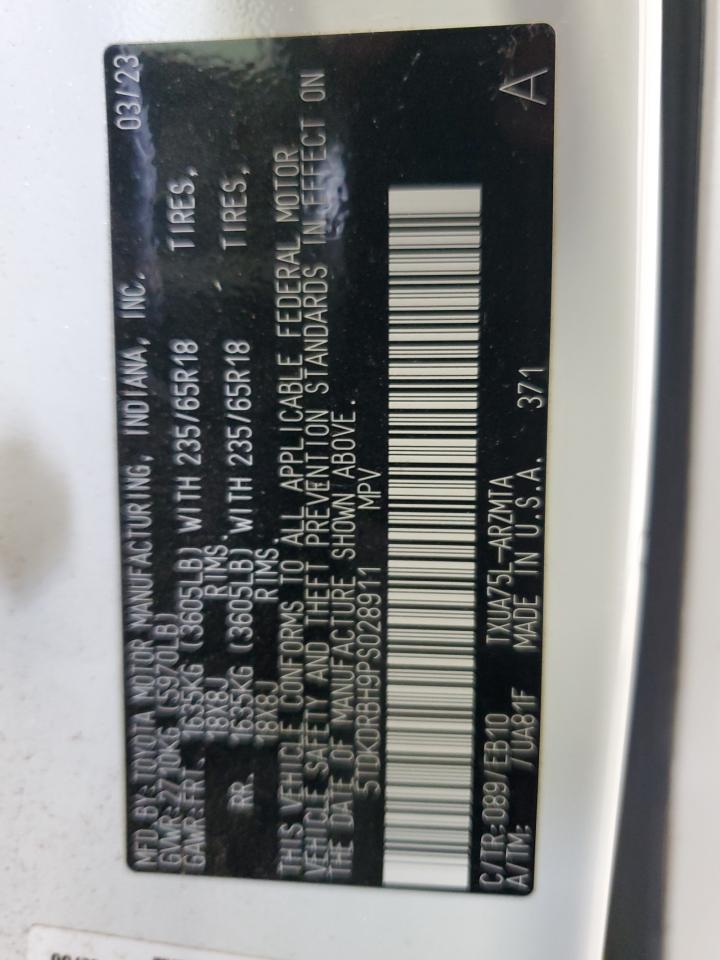 MFD BY: TOYOTA MOTOR MANUFACTURING, INDIANA, INC. 03/23
GVWR: 2710KG (5970LB)
GAWR: FRT. 1635KG (3605LB) WITH 235/65R18 TIRES,
18X8J RIMS.
RR. 1635KG (3605LB) WITH 235/65R18 TIRES,
18X8J RIMS.
THIS VEHICLE CONFORMS TO ALL APPLICABLE FEDERAL MOTOR
VEHICLE SAFETY AND THEFT PREVENTION STANDARDS IN EFFECT ON
THE DATE OF MANUFACTURE SHOWN ABOVE.
5TDKDRBH9PS028911 MPV
C/TR: 089/EB10 TXUA75L-ARZMTA A
A/TM: /UA81F MADE IN U.S.A. 371